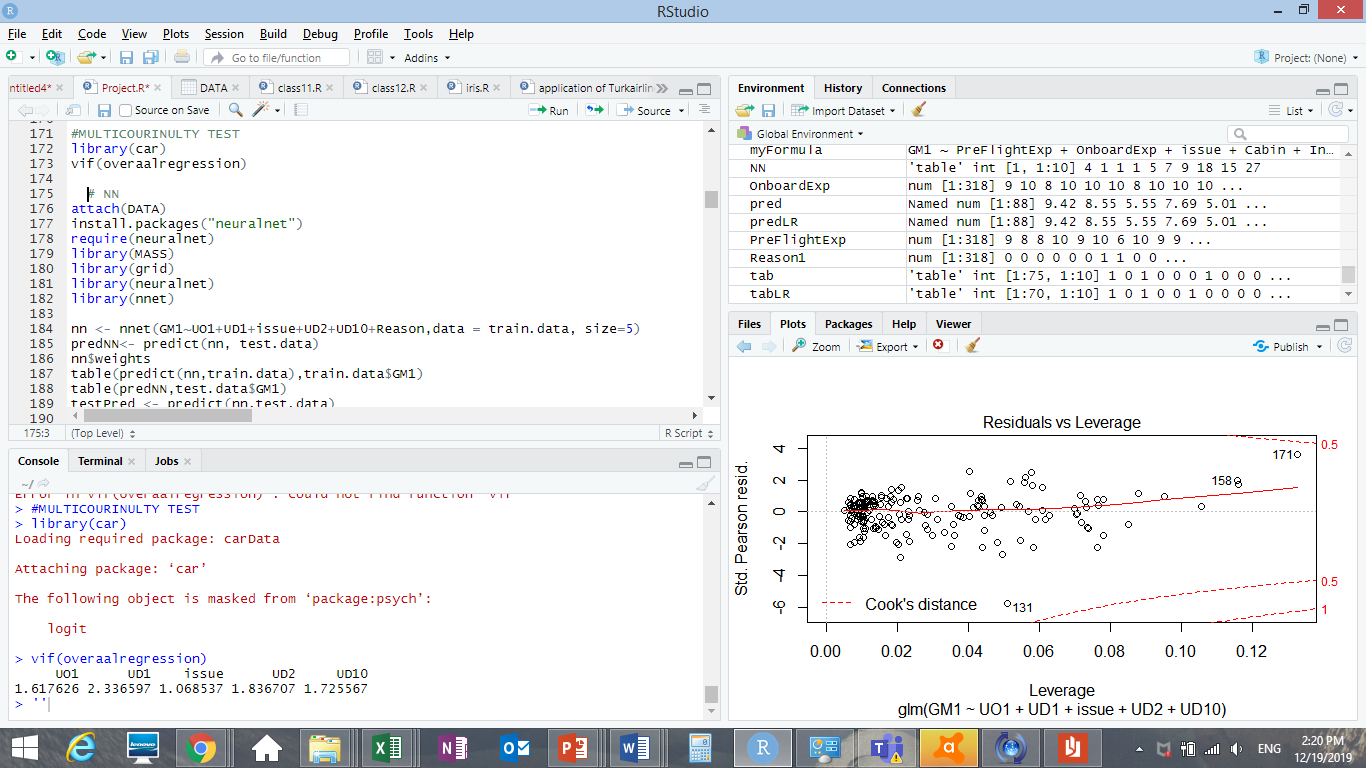 RStudio
File Edit Code View Plots Session Build Debug Profile Tools Help
Go to file/function Addins Project: (None)
ntitled4* Project.R* DATA class11.R class12.R iris.R application of Turkairlin
Source on Save Run Source
171 #MULTICOURINULTY TEST
172 library(car)
173 vif(overaalregression)
174
175 # NN
176 attach(DATA)
177 install.packages("neuralnet")
178 require(neuralnet)
179 library(MASS)
180 library(grid)
181 library(neuralnet)
182 library(nnet)
183
184 nn <- nnet(GM1~UO1+UD1+issue+UD2+UD10+Reason,data = train.data, size=5)
185 predNN<- predict(nn, test.data)
186 nn$weights
187 table(predict(nn,train.data),train.data$GM1)
188 table(predNN,test.data$GM1)
189 testPred <- predict(nn,test.data)
190
175:3 (Top Level) R Script
Console Terminal Jobs
~/
Error in vif(overaalregression) : could not find function "vif"
> #MULTICOURINULTY TEST
> library(car)
Loading required package: carData
Attaching package: ‘car’
The following object is masked from ‘package:psych’:
logit
> vif(overaalregression)
UO1 UD1 issue UD2 UD10
1.617626 2.336597 1.068537 1.836707 1.725567
> ''
Environment History Connections
Import Dataset List
Global Environment
myFormula GM1 ~ PreFlightExp + OnboardExp + issue + Cabin + In…
NN 'table' int [1, 1:10] 4 1 1 1 5 7 9 18 15 27
OnboardExp num [1:318] 9 10 8 10 10 10 8 10 10 10 ...
pred Named num [1:88] 9.42 8.55 5.55 7.69 5.01 ...
predLR Named num [1:88] 9.42 8.55 5.55 7.69 5.01 ...
PreFlightExp num [1:318] 9 8 8 10 9 10 6 10 9 9 ...
Reason1 num [1:318] 0 0 0 0 0 0 1 1 0 0 ...
tab 'table' int [1:75, 1:10] 1 0 1 0 0 0 1 0 0 0 ...
tabLR 'table' int [1:70, 1:10] 1 0 1 0 0 1 0 0 0 0 ...
Files Plots Packages Help Viewer
Zoom Export Publish
Residuals vs Leverage
Std. Pearson resid.
4
2
0
-2
-4
-6
0.5
171
158
0.5
Cook's distance
131
1
0.00 0.02 0.04 0.06 0.08 0.10 0.12
Leverage
glm(GM1 ~ UO1 + UD1 + issue + UD2 + UD10)
lenovo
ENG
2:20 PM
12/19/2019